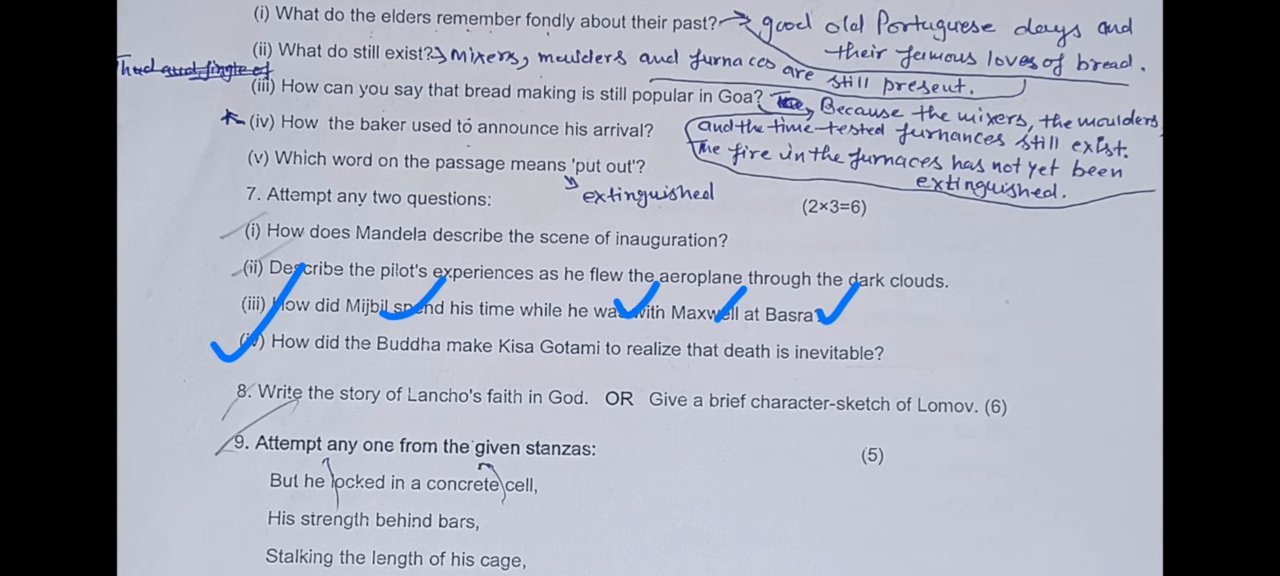 (i) What do the elders remember fondly about their past? → good old Portuguese days and
their famous loves of bread.
(ii) What do still exist? → Mixers, moulders and furnaces are
still present.
Thud and jingle of
(iii) How can you say that bread making is still popular in Goa? The, Because the mixers, the moulders,
and the time-tested furnances still exist.
(iv) How the baker used to announce his arrival?
The fire in the furnaces has not yet been
extinguished.
(v) Which word on the passage means 'put out'?
extinguished
7. Attempt any two questions: (2×3=6)
(i) How does Mandela describe the scene of inauguration?
(ii) Describe the pilot's experiences as he flew the aeroplane through the dark clouds.
(iii) How did Mijbil spend his time while he was with Maxwell at Basra?
(iv) How did the Buddha make Kisa Gotami to realize that death is inevitable?
8. Write the story of Lancho's faith in God. OR Give a brief character-sketch of Lomov. (6)
9. Attempt any one from the given stanzas: (5)
But he locked in a concrete cell,
His strength behind bars,
Stalking the length of his cage,